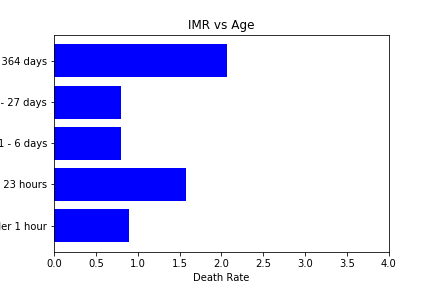 IMR vs Age
364 days
- 27 days
1 - 6 days
23 hours
er 1 hour
0.0 0.5 1.0 1.5 2.0 2.5 3.0 3.5 4.0
Death Rate